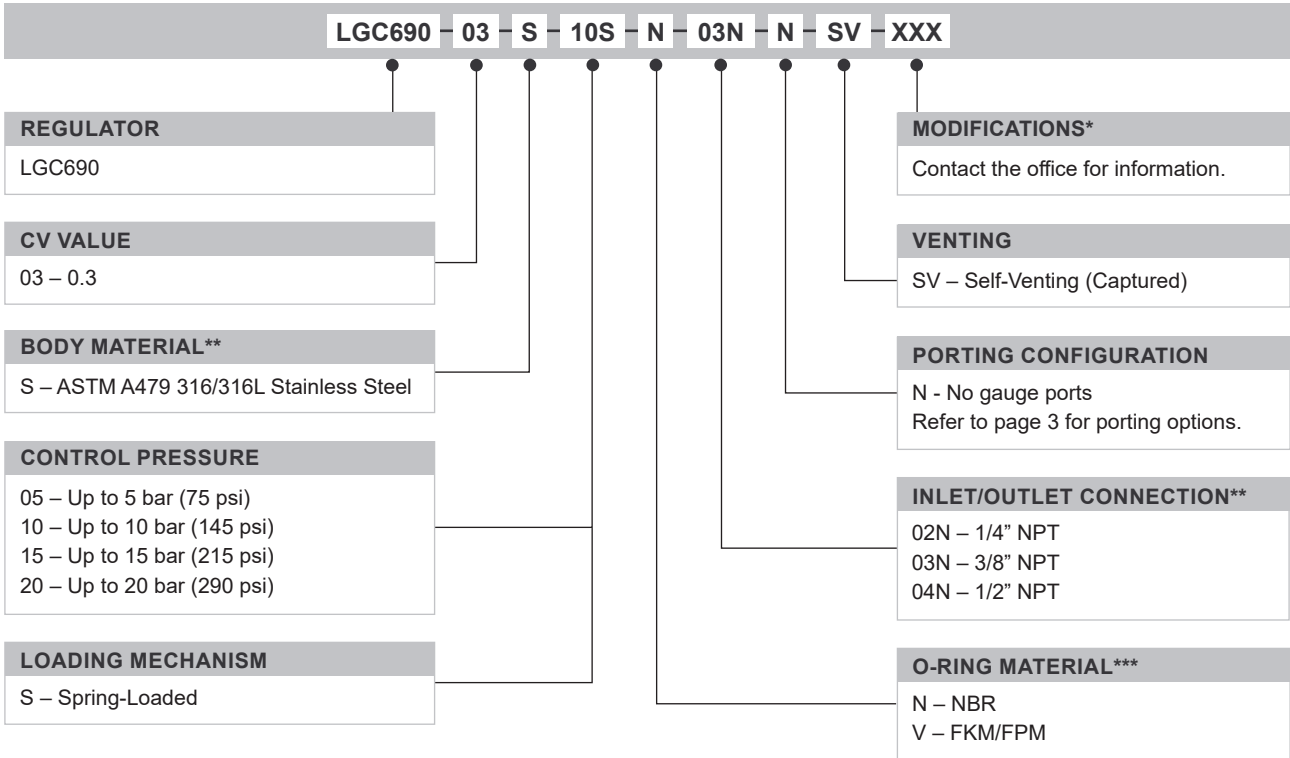 LGC690 - 03 - S - 10S - N - 03N - N - SV - XXX
REGULATOR
LGC690
CV VALUE
03 – 0.3
BODY MATERIAL**
S – ASTM A479 316/316L Stainless Steel
CONTROL PRESSURE
05 – Up to 5 bar (75 psi)
10 – Up to 10 bar (145 psi)
15 – Up to 15 bar (215 psi)
20 – Up to 20 bar (290 psi)
LOADING MECHANISM
S – Spring-Loaded
MODIFICATIONS*
Contact the office for information.
VENTING
SV – Self-Venting (Captured)
PORTING CONFIGURATION
N - No gauge ports
Refer to page 3 for porting options.
INLET/OUTLET CONNECTION**
02N – 1/4” NPT
03N – 3/8” NPT
04N – 1/2” NPT
O-RING MATERIAL***
N – NBR
V – FKM/FPM